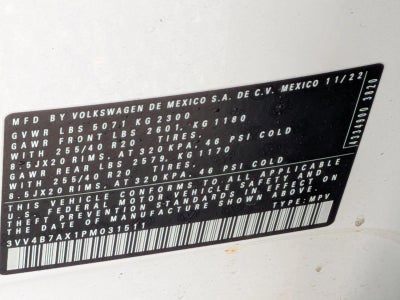 MFD BY VOLKSWAGEN DE MEXICO S.A. DE C.V. MEXICO 11/22
GVWR LBS 5071 KG 2300
GAWR FRONT LBS 2601, KG 1180
WITH 255/40 R20 TIRES,
8.5JX20 RIMS, AT 320 KPA, 46 PSI COLD
GAWR REAR LBS 2579, KG 1170
WITH 255/40 R20 TIRES,
8.5JX20 RIMS, AT 320 KPA, 46 PSI COLD
THIS VEHICLE CONFORMS TO ALL APPLICABLE
U.S. FEDERAL MOTOR VEHICLE SAFETY AND
THEFT PREVENTION STANDARDS IN EFFECT ON
THE DATE OF MANUFACTURE SHOWN ABOVE.
3VV4B7AX1PM031511 TYPE: MPV